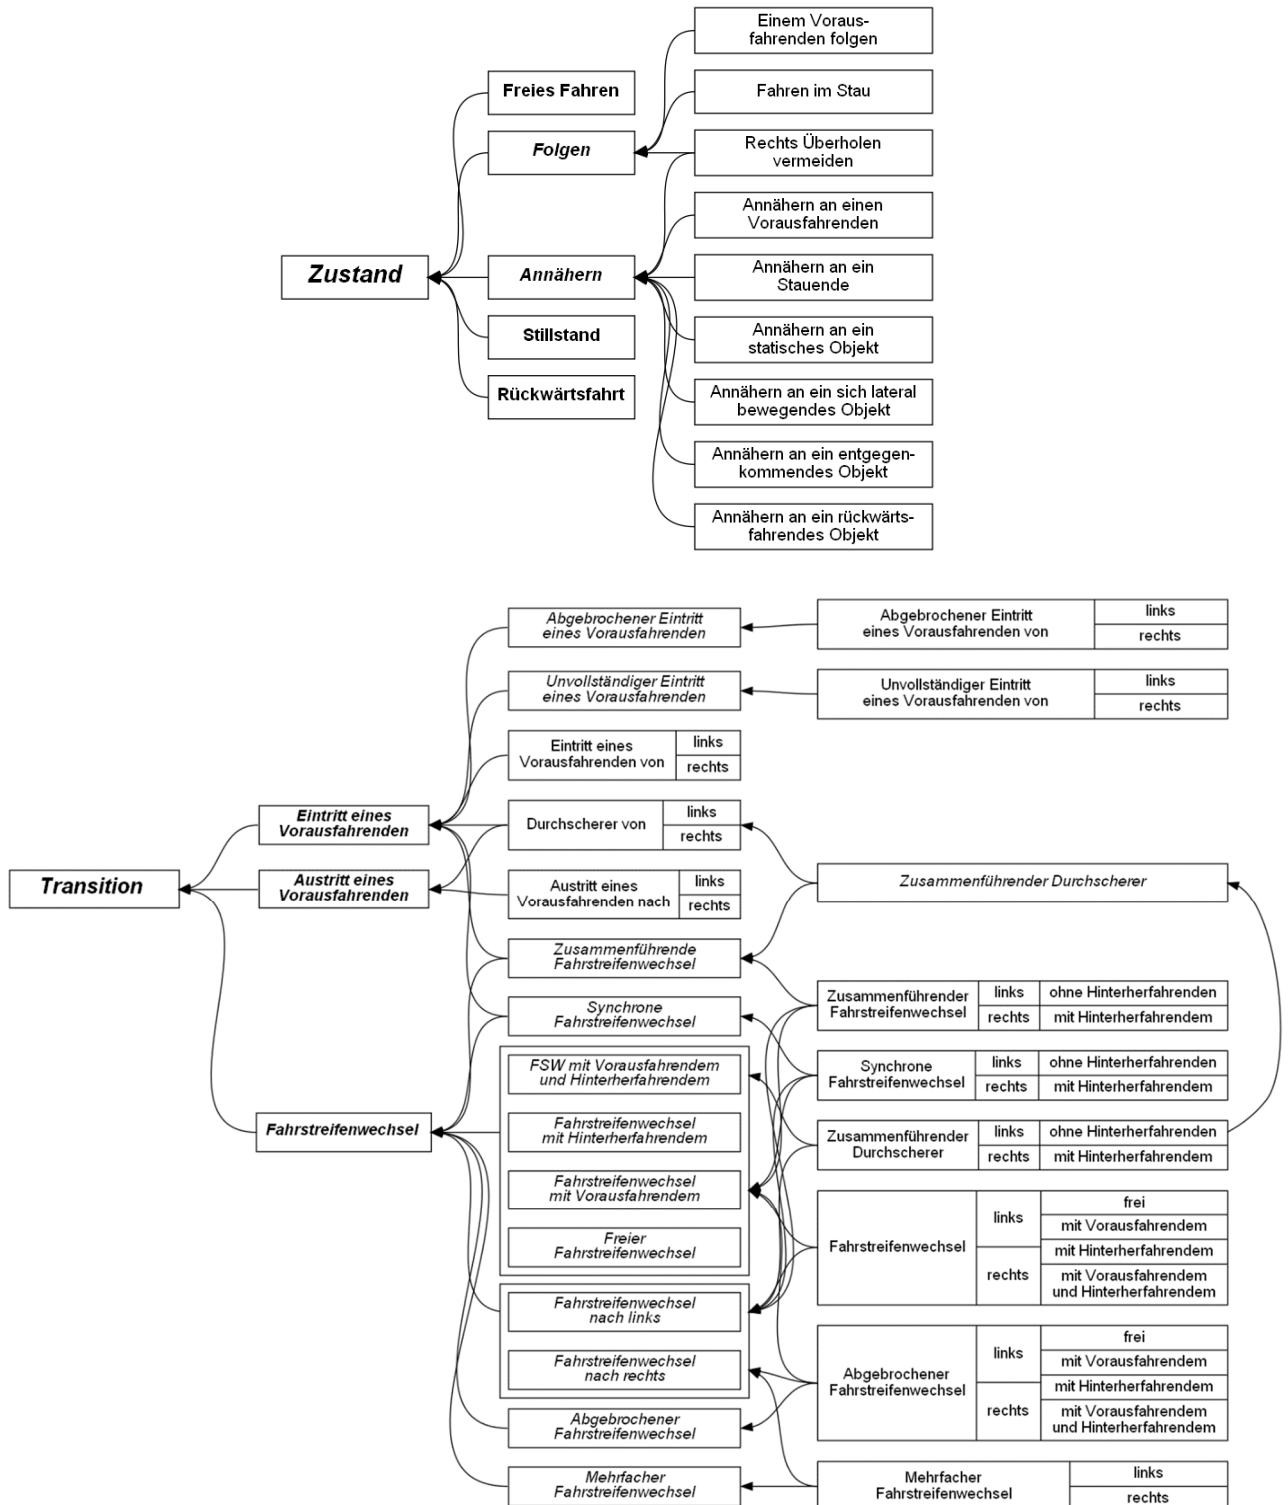 Einem Voraus-
fahrenden folgen
Freies Fahren
Fahren im Stau
Folgen
Rechts Überholen
vermeiden
Annähern an einen
Vorausfahrenden
Zustand
Annähern
Annähern an ein
Stauende
Stillstand
Annähern an ein
statisches Objekt
Rückwärtsfahrt
Annähern an ein sich lateral
bewegendes Objekt
Annähern an ein entgegen-
kommendes Objekt
Annähern an ein rückwärts-
fahrendes Objekt
Abgebrochener Eintritt
eines Vorausfahrenden
Abgebrochener Eintritt
eines Vorausfahrenden von
links
rechts
Unvollständiger Eintritt
eines Vorausfahrenden
Unvollständiger Eintritt
eines Vorausfahrenden von
links
rechts
Eintritt eines
Vorausfahrenden von
links
rechts
Eintritt eines
Vorausfahrenden
Durchscherer von
links
rechts
Transition
Austritt eines
Vorausfahrenden
Austritt eines
Vorausfahrenden nach
links
rechts
Zusammenführender Durchscherer
Zusammenführende
Fahrstreifenwechsel
Synchrone
Fahrstreifenwechsel
Zusammenführender
Fahrstreifenwechsel
links
rechts
ohne Hinterherfahrenden
mit Hinterherfahrendem
FSW mit Vorausfahrendem
und Hinterherfahrendem
Synchrone
Fahrstreifenwechsel
links
rechts
ohne Hinterherfahrenden
mit Hinterherfahrendem
Fahrstreifenwechsel
Fahrstreifenwechsel
mit Hinterherfahrendem
Zusammenführender
Durchscherer
links
rechts
ohne Hinterherfahrenden
mit Hinterherfahrendem
Fahrstreifenwechsel
mit Vorausfahrendem
Freier
Fahrstreifenwechsel
Fahrstreifenwechsel
links
rechts
frei
mit Vorausfahrendem
mit Hinterherfahrendem
mit Vorausfahrendem
und Hinterherfahrendem
Fahrstreifenwechsel
nach links
Fahrstreifenwechsel
nach rechts
Abgebrochener
Fahrstreifenwechsel
links
rechts
frei
mit Vorausfahrendem
mit Hinterherfahrendem
mit Vorausfahrendem
und Hinterherfahrendem
Abgebrochener
Fahrstreifenwechsel
Mehrfacher
Fahrstreifenwechsel
Mehrfacher
Fahrstreifenwechsel
links
rechts